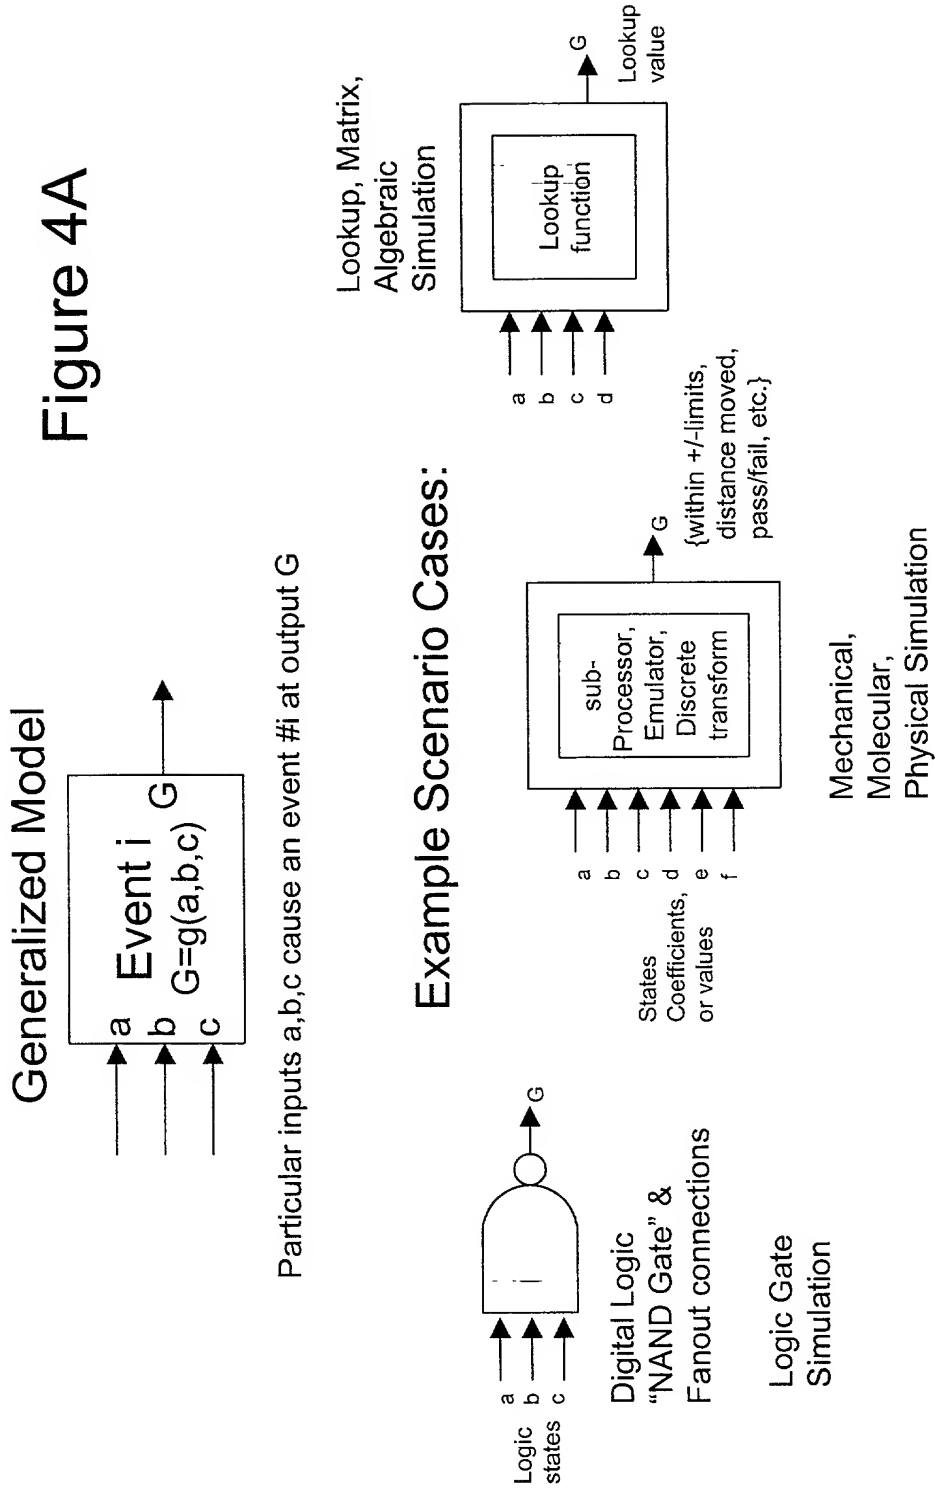 Figure 4A
Generalized Model
a
b
c
Event i
G=g(a,b,c)
G
Particular inputs a,b,c cause an event #i at output G
Example Scenario Cases:
Logic
states
a
b
c
G
Digital Logic
“NAND Gate” &
Fanout connections
Logic Gate
Simulation
States
Coefficients,
or values
a
b
c
d
e
f
sub-
Processor,
Emulator,
Discrete
transform
G
{within +/-limits,
distance moved,
pass/fail, etc.}
Mechanical,
Molecular,
Physical Simulation
Lookup, Matrix,
Algebraic
Simulation
a
b
c
d
Lookup
function
G
Lookup
value